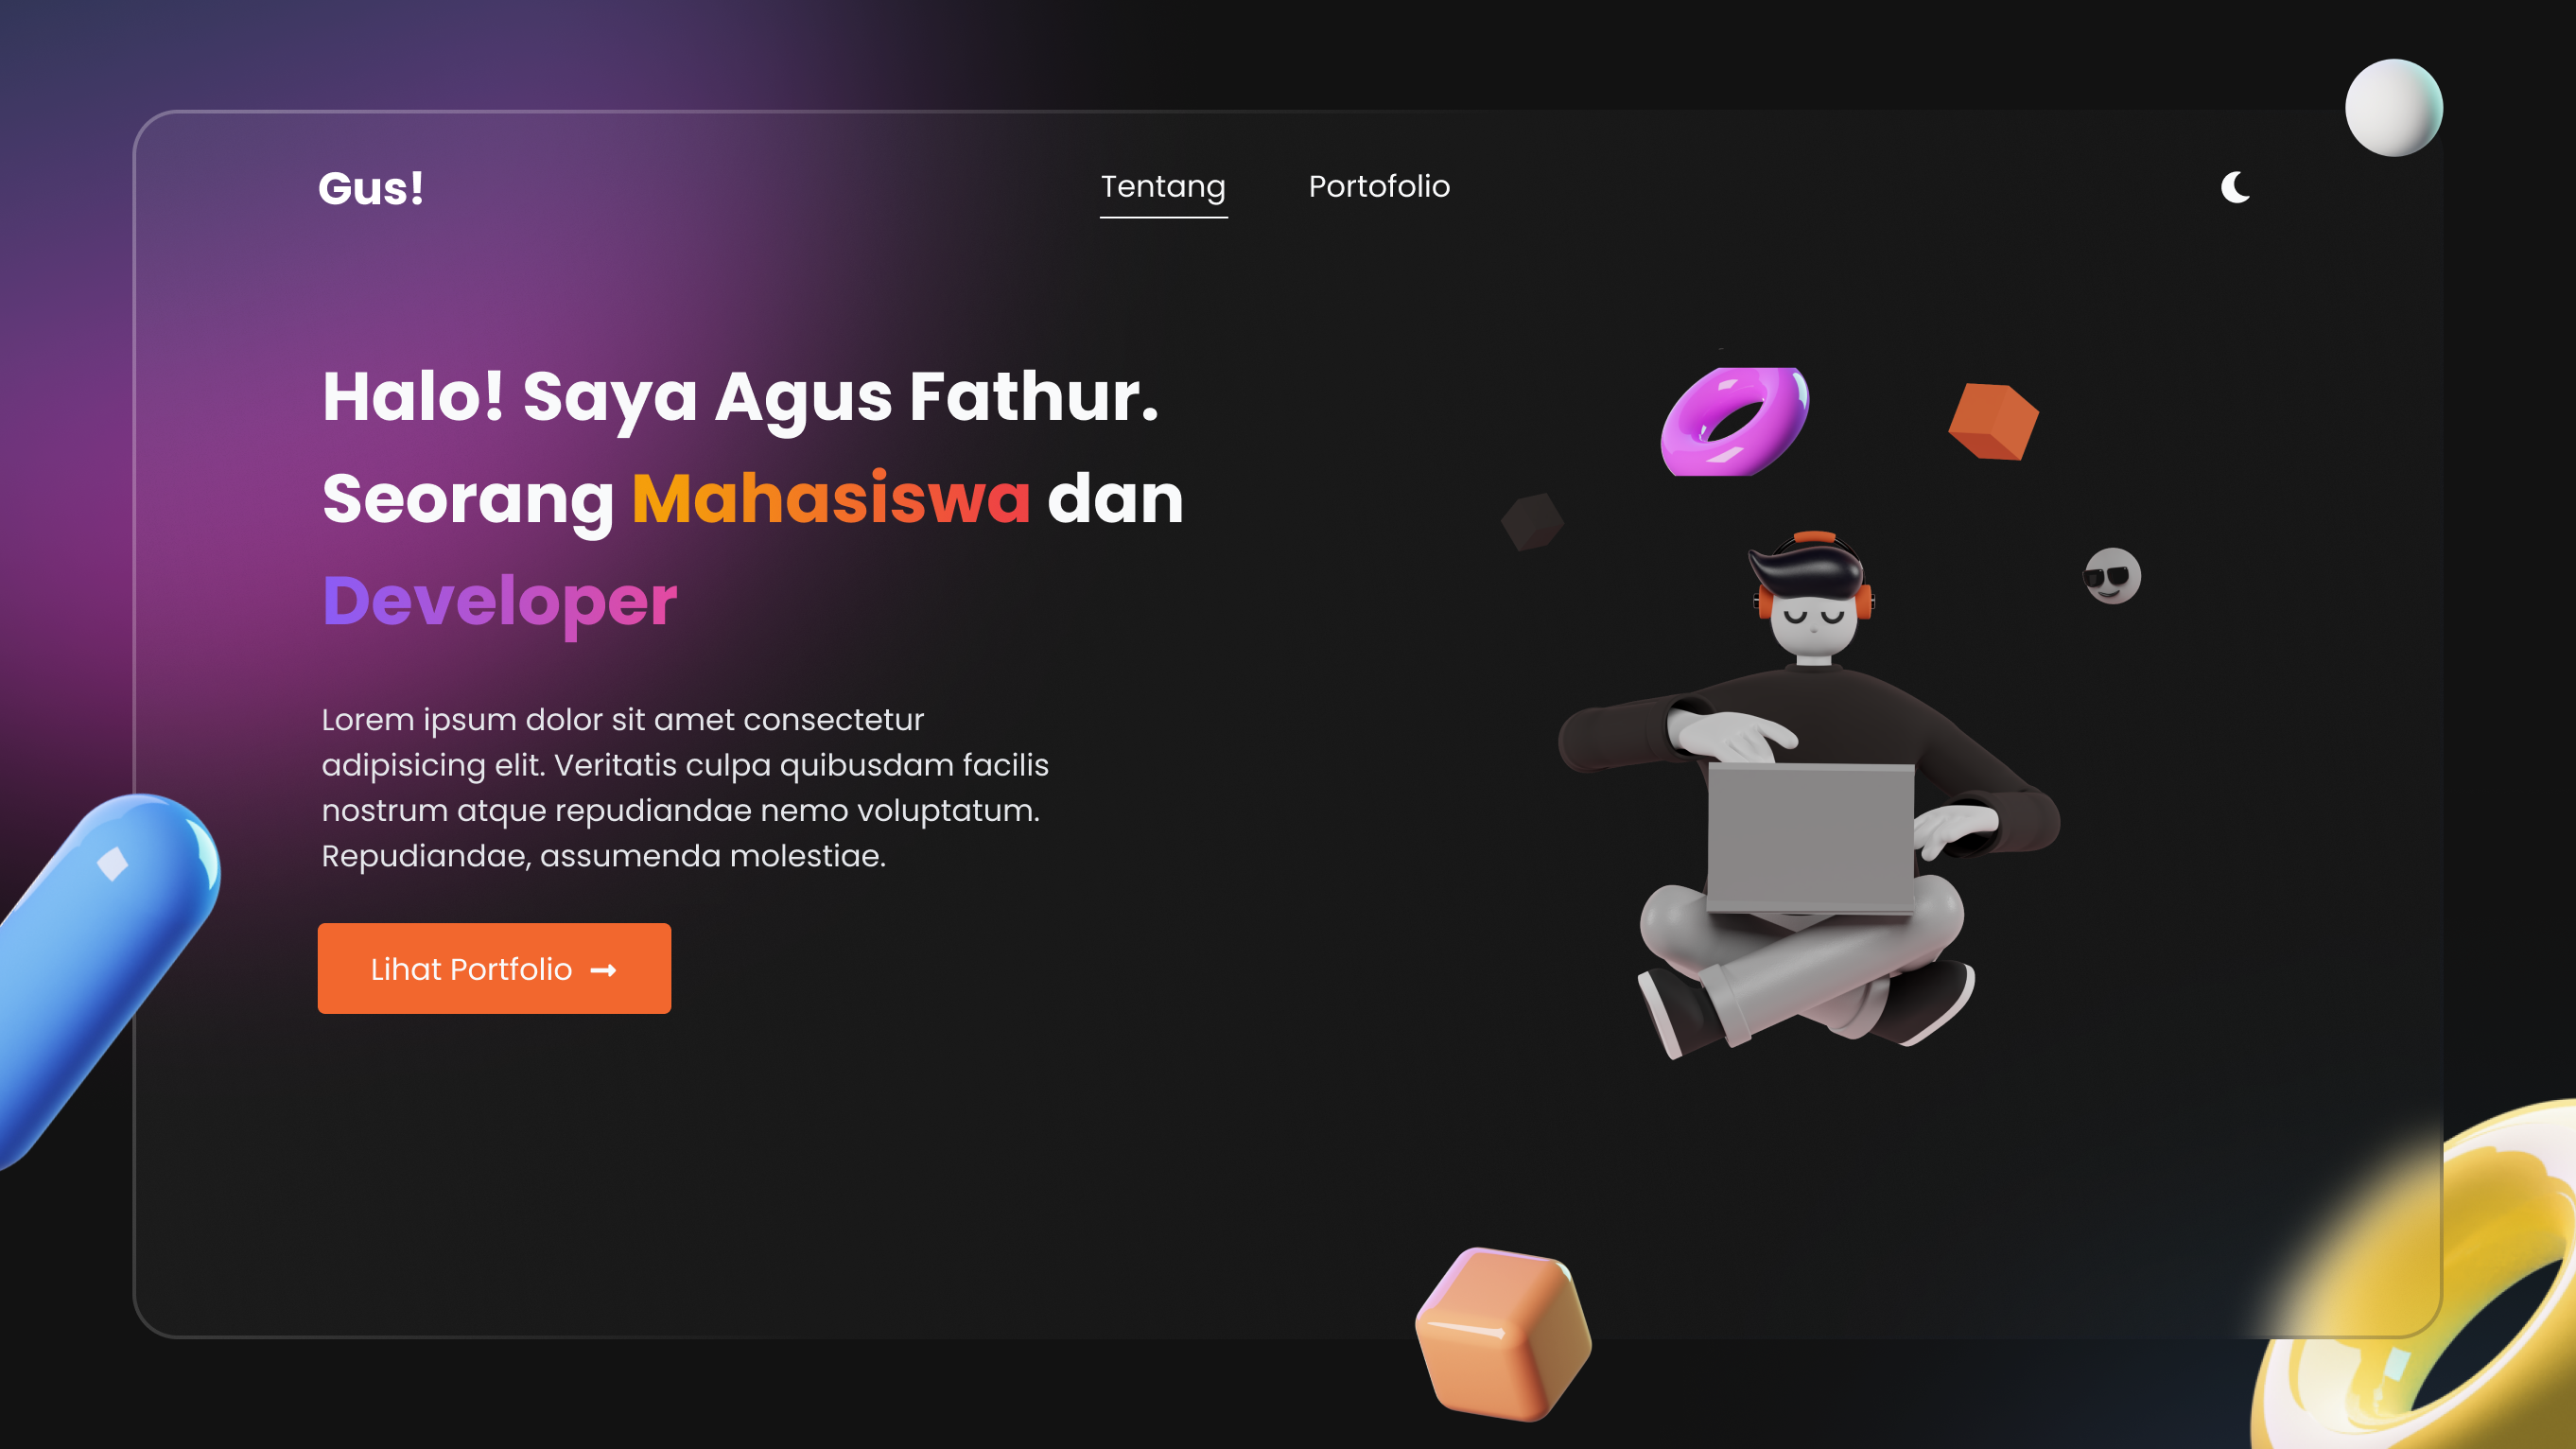 Gus!
Tentang
Portofolio
Halo! Saya Agus Fathur.
Seorang Mahasiswa dan
Developer
Lorem ipsum dolor sit amet consectetur
adipisicing elit. Veritatis culpa quibusdam facilis
nostrum atque repudiandae nemo voluptatum.
Repudiandae, assumenda molestiae.
Lihat Portfolio